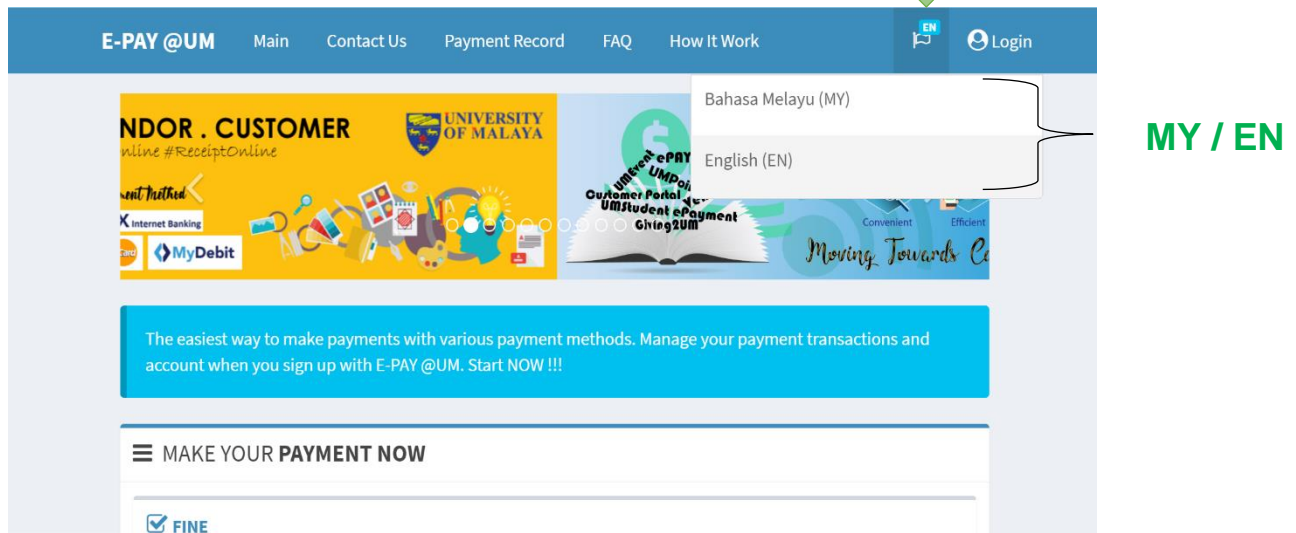 E-PAY @UM Main Contact Us Payment Record FAQ How It Work EN Login
Bahasa Melayu (MY)
English (EN)
MY / EN
NDOR . CUSTOMER
#ReceiptOnline
Method
Internet Banking
MyDebit
UNIVERSITY
OF MALAYA
UMEvent ePAY
Customer Portal
UMStudent ePayment
Giving2UM
Convenient Efficient
Moving Towards
The easiest way to make payments with various payment methods. Manage your payment transactions and
account when you sign up with E-PAY @UM. Start NOW !!!
MAKE YOUR PAYMENT NOW
FINE